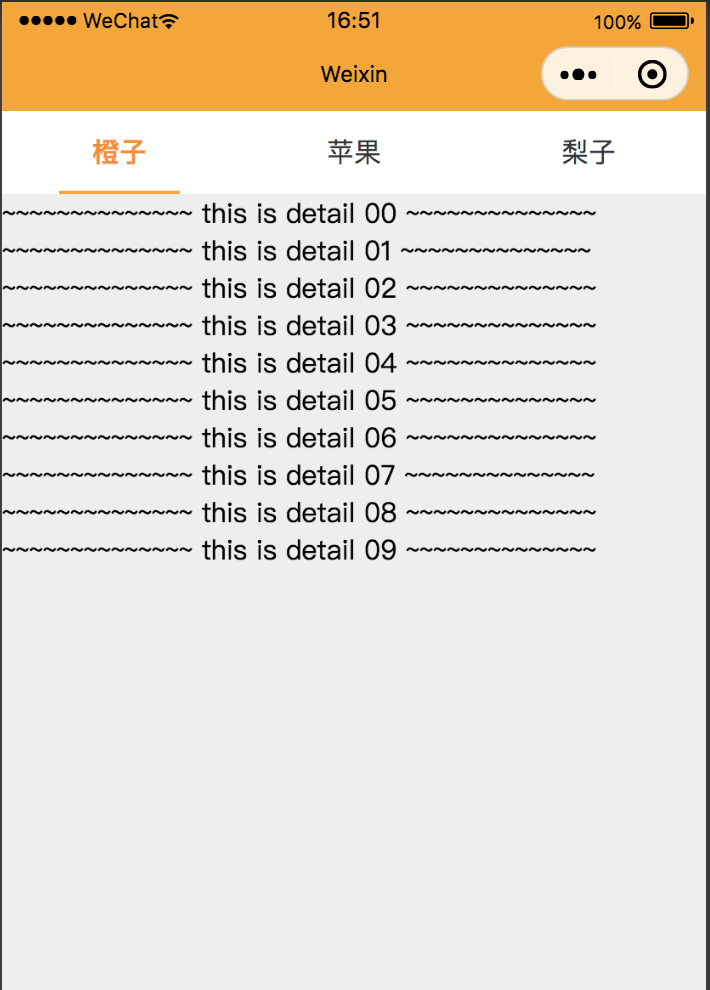 ●●●●● WeChat 16:51 100%
Weixin
橙子 苹果 梨子
~~~~~~~~~~~~~~ this is detail 00 ~~~~~~~~~~~~~~
~~~~~~~~~~~~~~ this is detail 01 ~~~~~~~~~~~~~~
~~~~~~~~~~~~~~ this is detail 02 ~~~~~~~~~~~~~~
~~~~~~~~~~~~~~ this is detail 03 ~~~~~~~~~~~~~~
~~~~~~~~~~~~~~ this is detail 04 ~~~~~~~~~~~~~~
~~~~~~~~~~~~~~ this is detail 05 ~~~~~~~~~~~~~~
~~~~~~~~~~~~~~ this is detail 06 ~~~~~~~~~~~~~~
~~~~~~~~~~~~~~ this is detail 07 ~~~~~~~~~~~~~~
~~~~~~~~~~~~~~ this is detail 08 ~~~~~~~~~~~~~~
~~~~~~~~~~~~~~ this is detail 09 ~~~~~~~~~~~~~~